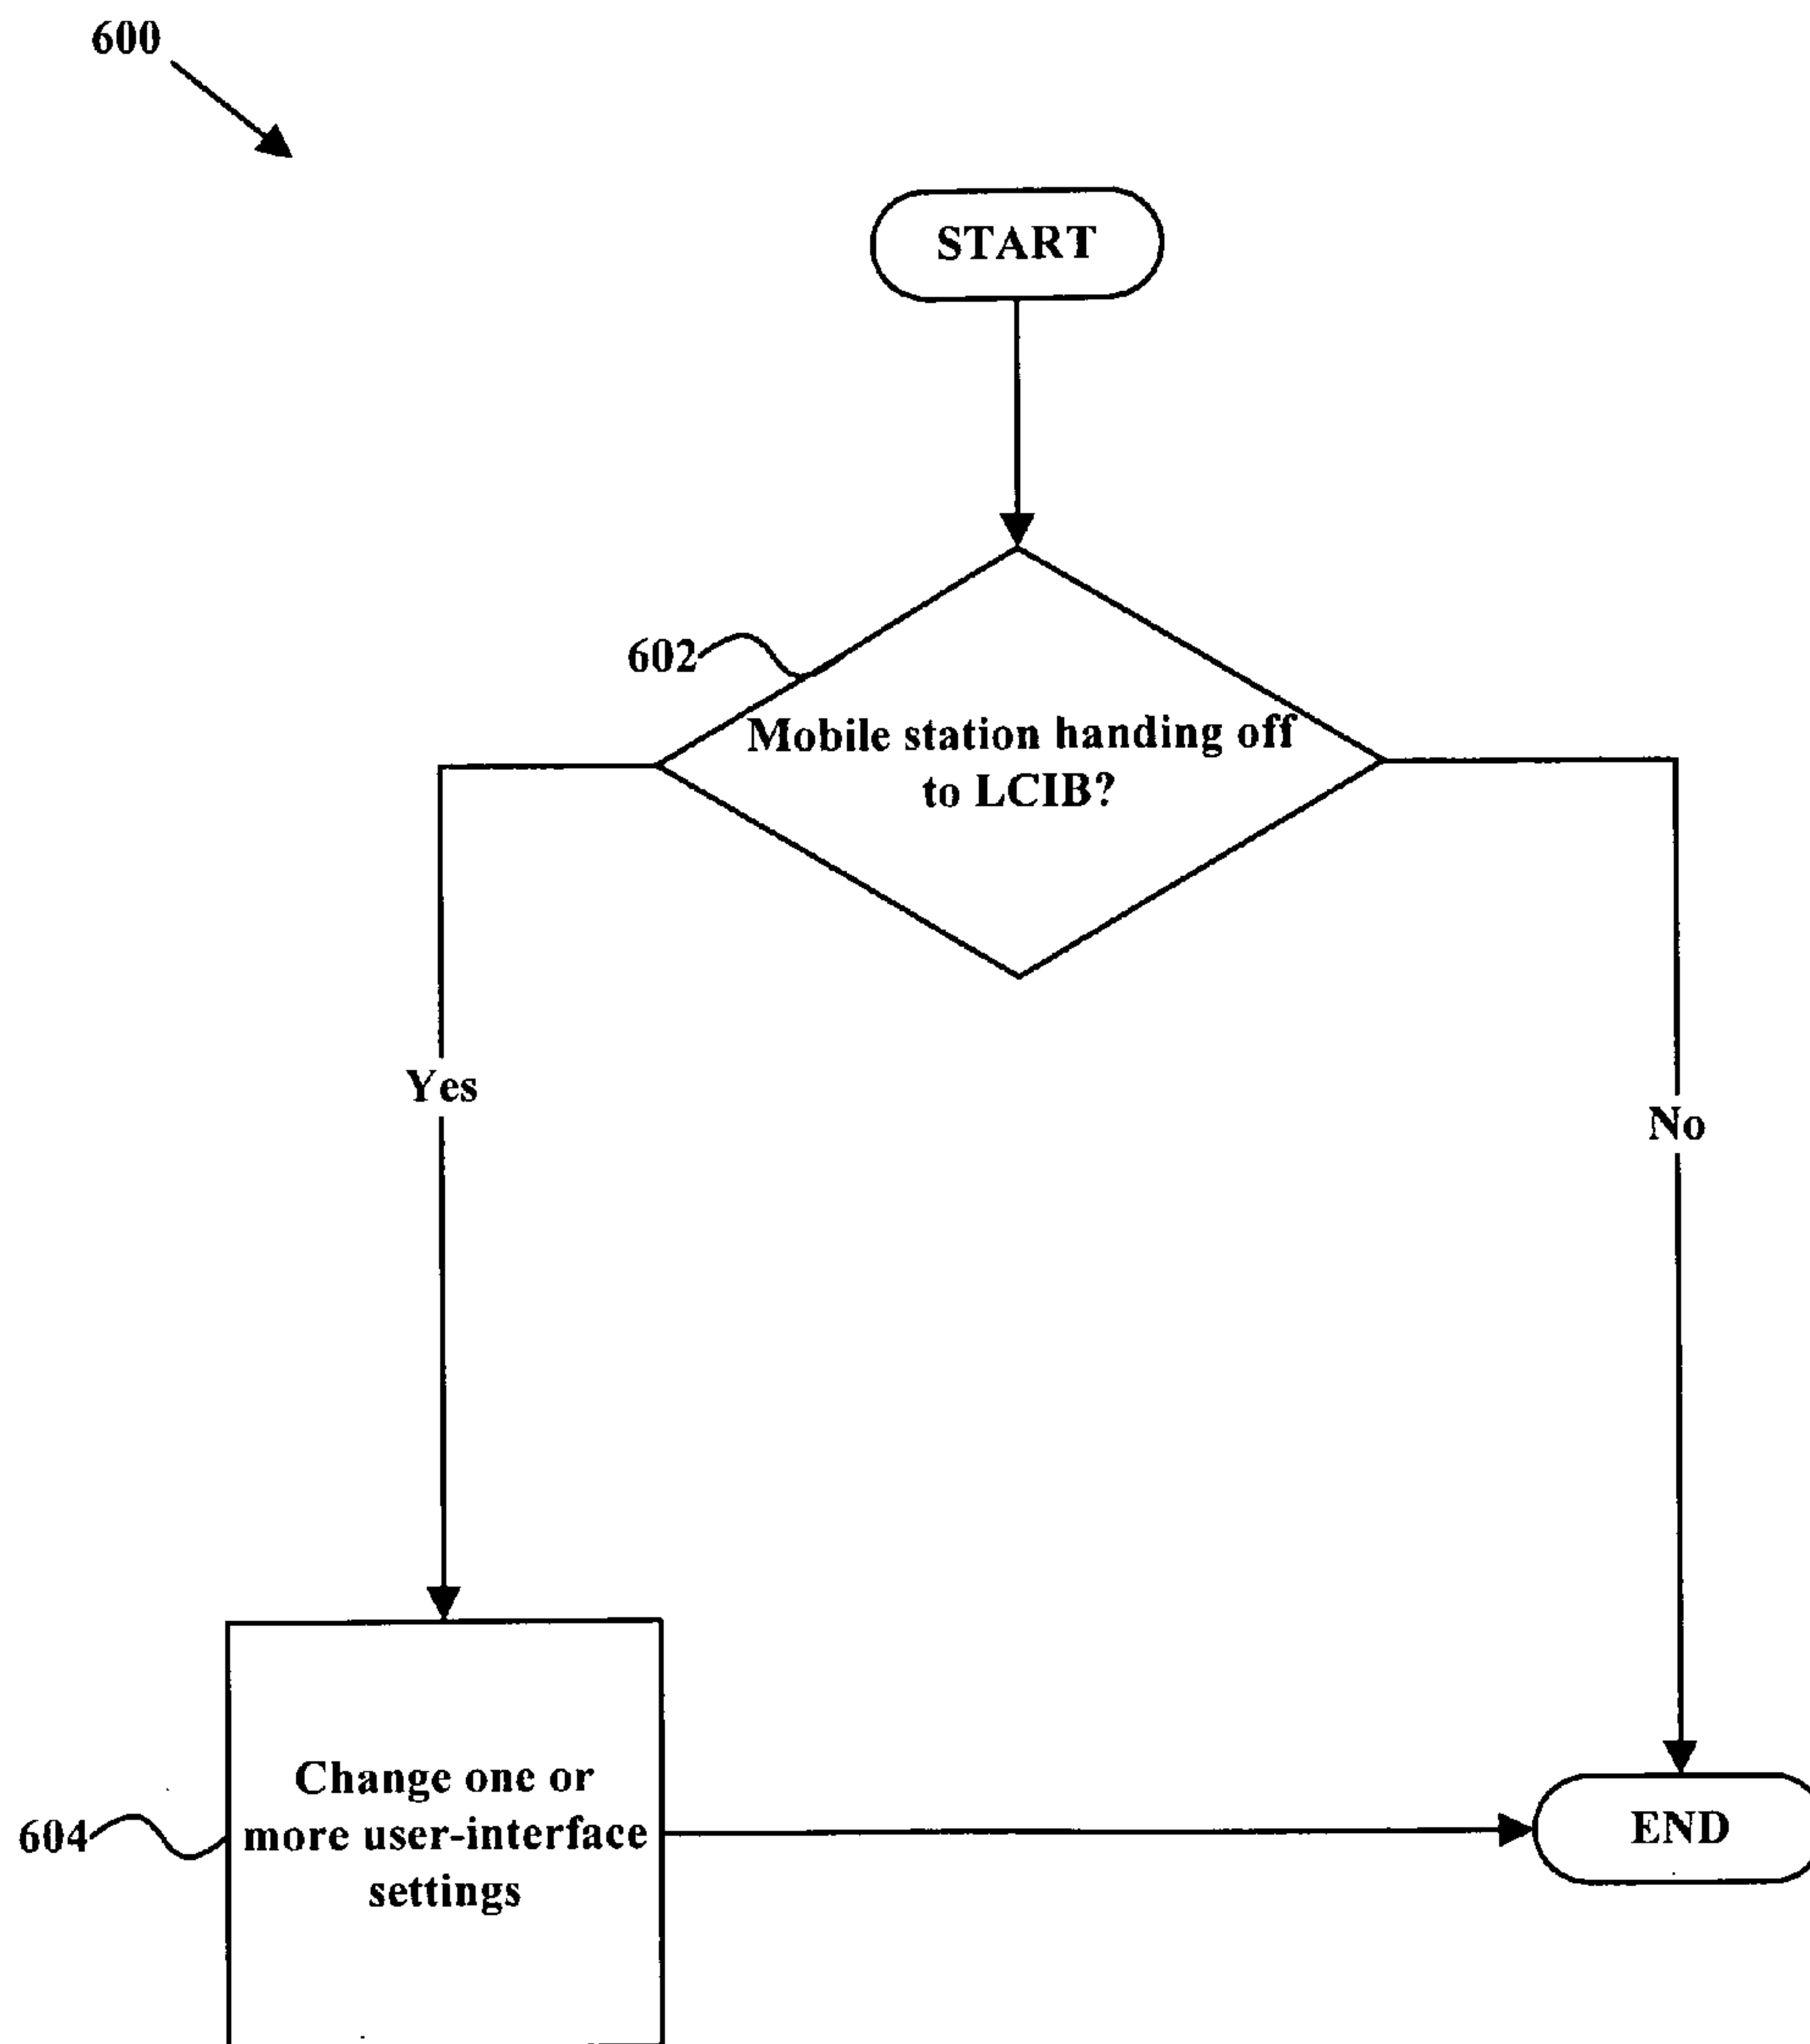 600
START
602
Mobile station handing off
to LCIB?
Yes
No
Change one or
more user-interface
settings
604
END